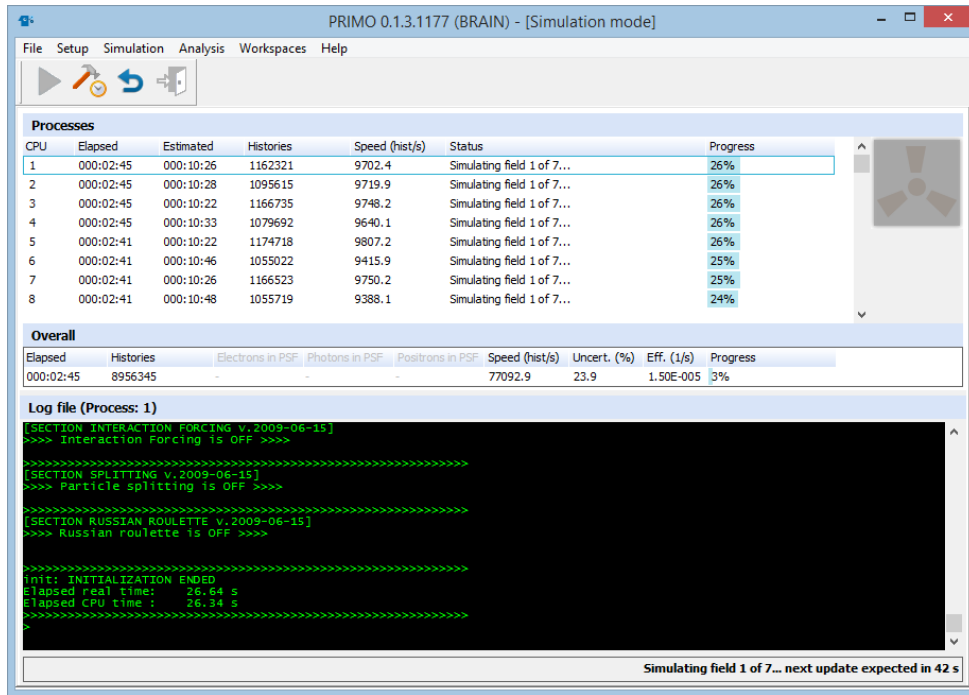 PRIMO 0.1.3.1177 (BRAIN) - [Simulation mode]
File Setup Simulation Analysis Workspaces Help
Processes
CPU Elapsed Estimated Histories Speed (hist/s) Status Progress
1 000:02:45 000:10:26 1162321 9702.4 Simulating field 1 of 7... 26%
2 000:02:45 000:10:28 1095615 9719.9 Simulating field 1 of 7... 26%
3 000:02:45 000:10:22 1166735 9748.2 Simulating field 1 of 7... 26%
4 000:02:45 000:10:33 1079692 9640.1 Simulating field 1 of 7... 26%
5 000:02:41 000:10:22 1174718 9807.2 Simulating field 1 of 7... 26%
6 000:02:41 000:10:46 1055022 9415.9 Simulating field 1 of 7... 25%
7 000:02:41 000:10:26 1166523 9750.2 Simulating field 1 of 7... 25%
8 000:02:41 000:10:48 1055719 9388.1 Simulating field 1 of 7... 24%
Overall
Elapsed Histories Electrons in PSF Photons in PSF Positrons in PSF Speed (hist/s) Uncert. (%) Eff. (1/s) Progress
000:02:45 8956345 - - - 77092.9 23.9 1.50E-005 3%
Log file (Process: 1)
[SECTION INTERACTION FORCING v.2009-06-15]
>>>> Interaction Forcing is OFF >>>>
>>>>>>>>>>>>>>>>>>>>>>>>>>>>>>>>>>>>>>>>>>>>>>>>>>>>>>>>>>>>
[SECTION SPLITTING v.2009-06-15]
>>>> Particle splitting is OFF >>>>
>>>>>>>>>>>>>>>>>>>>>>>>>>>>>>>>>>>>>>>>>>>>>>>>>>>>>>>>>>>>
[SECTION RUSSIAN ROULETTE v.2009-06-15]
>>>> Russian roulette is OFF >>>>
>>>>>>>>>>>>>>>>>>>>>>>>>>>>>>>>>>>>>>>>>>>>>>>>>>>>>>>>>>>>
init: INITIALIZATION ENDED
Elapsed real time: 26.64 s
Elapsed CPU time : 26.34 s
>>>>>>>>>>>>>>>>>>>>>>>>>>>>>>>>>>>>>>>>>>>>>>>>>>>>>>>>>>>>
>
Simulating field 1 of 7... next update expected in 42 s